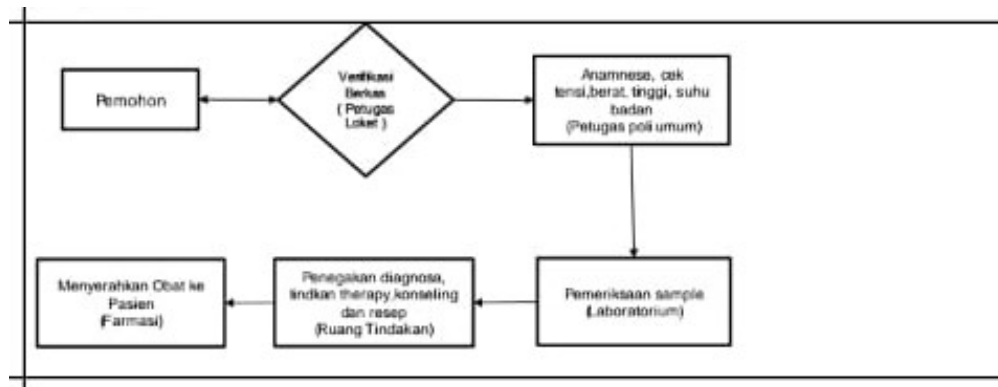 Pemohon
Verifikasi
Berkas
( Petugas
Loket )
Anamnese, cek
tensi,berat, tinggi, suhu
badan
(Petugas poli umum)
Menyerahkan Obat ke
Pasien
(Farmasi)
Penegakan diagnosa,
tindkan therapy,konseling
dan resep
(Ruang Tindakan)
Pemeriksaan sample
(Laboratorium)